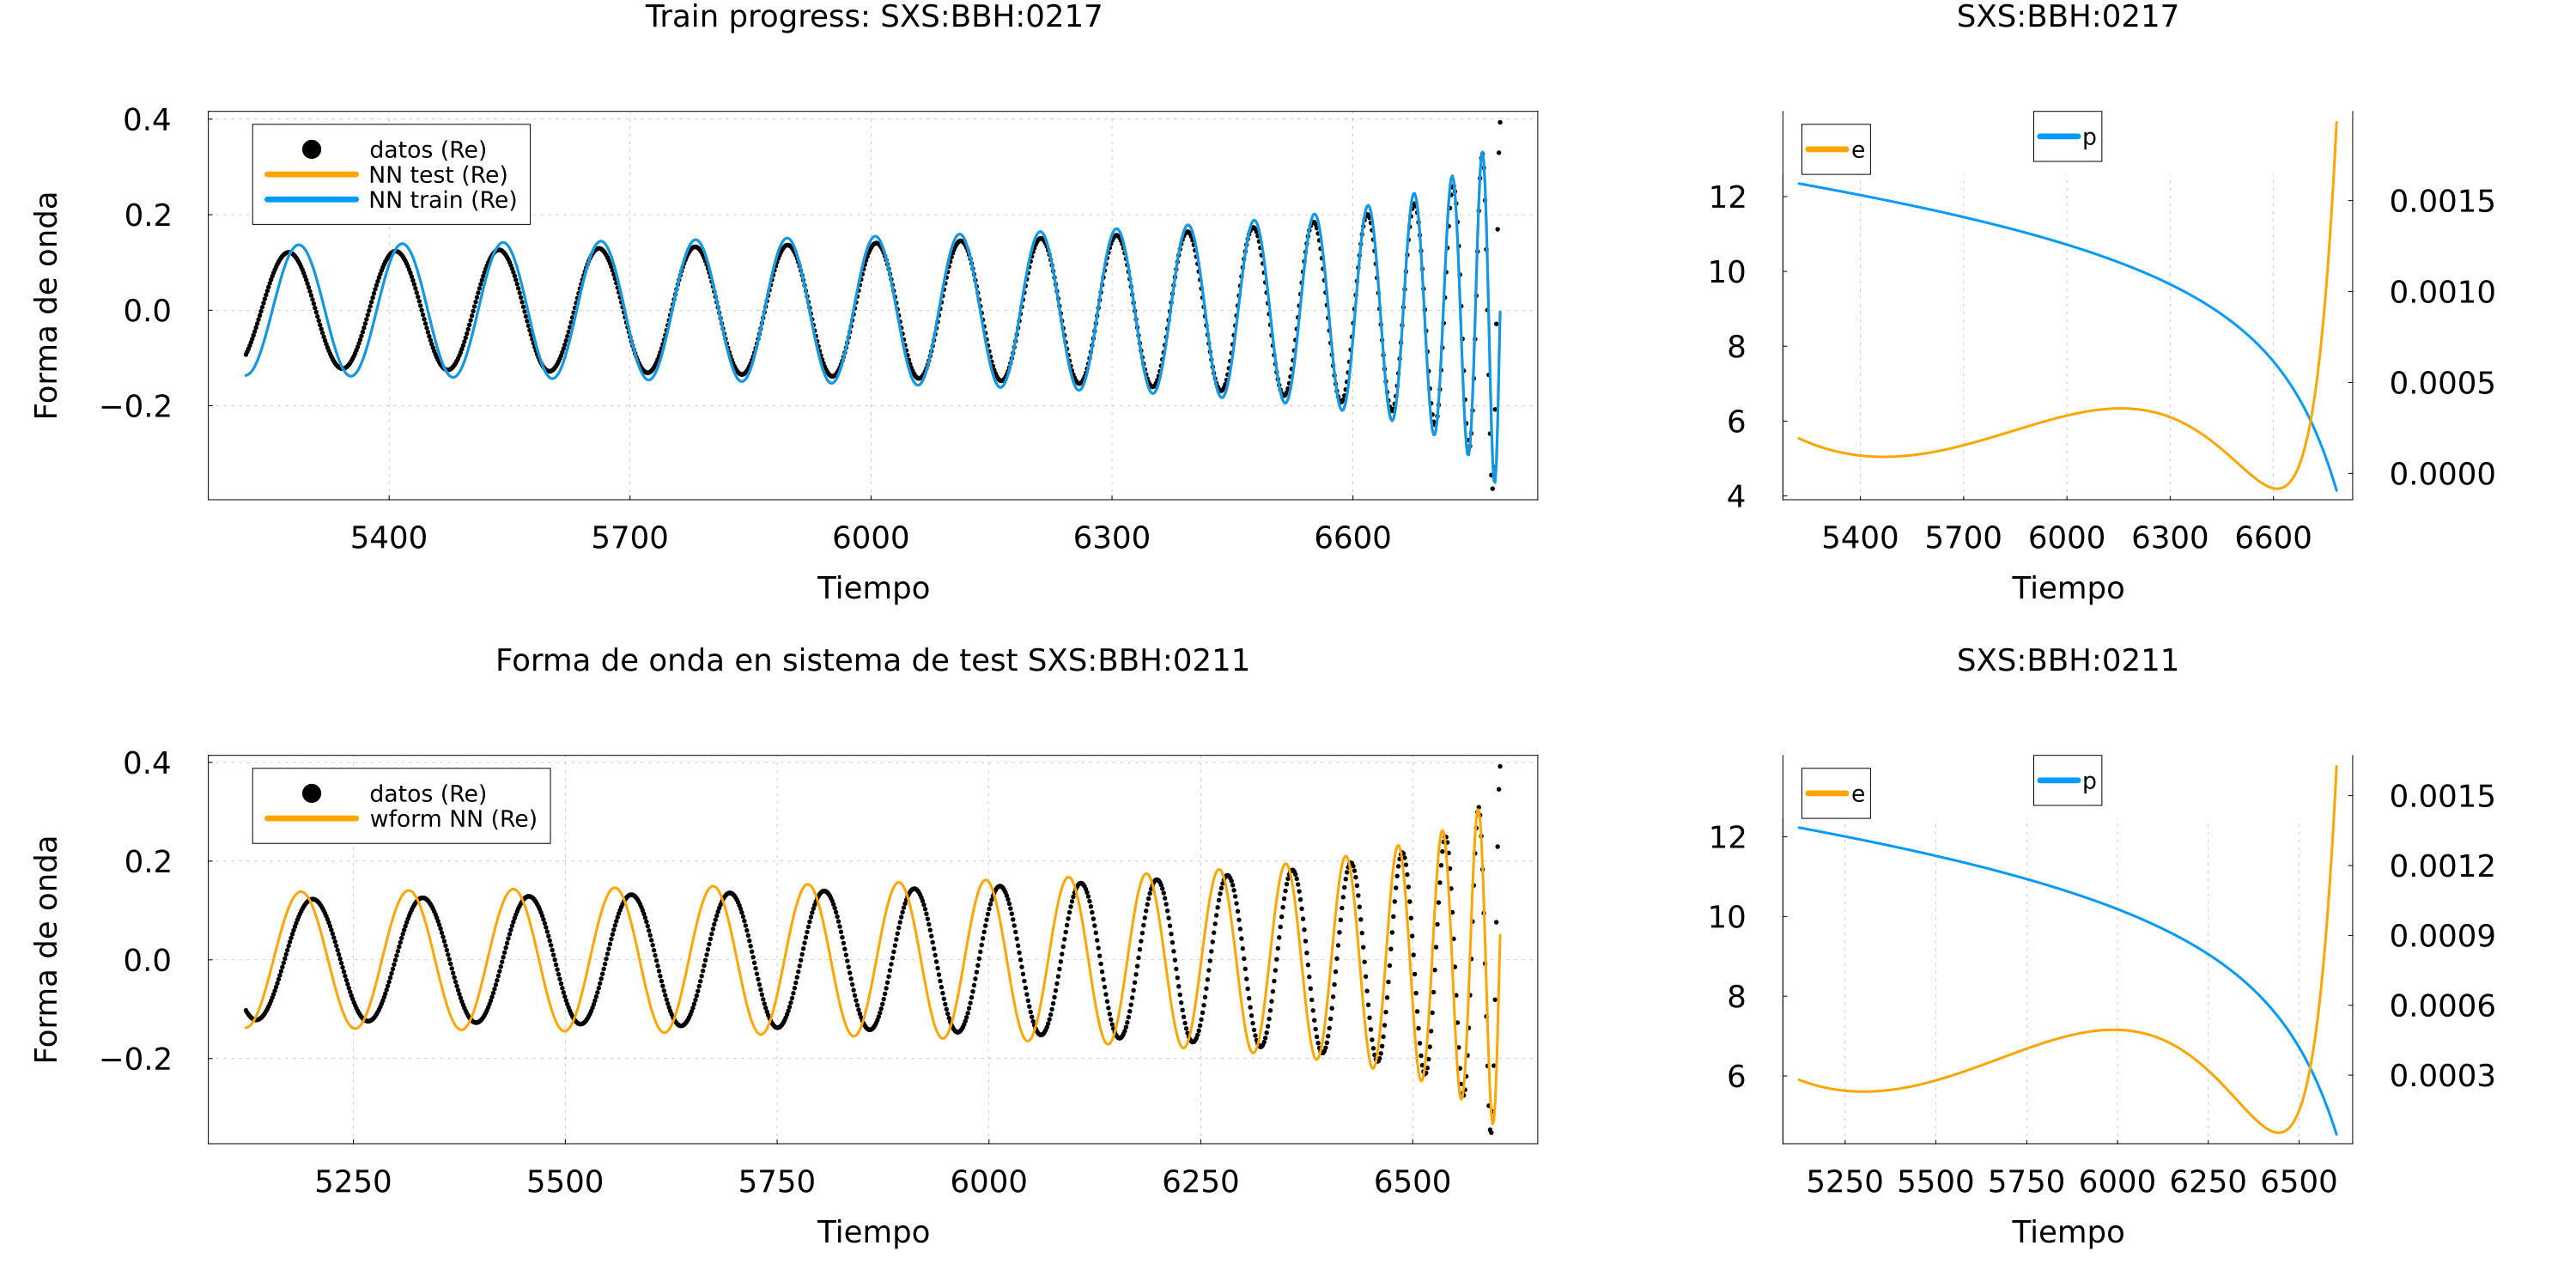 Train progress: SXS:BBH:0217
Forma de onda
0.4
0.2
0.0
−0.2
datos (Re)
NN test (Re)
NN train (Re)
5400 5700 6000 6300 6600
Tiempo
SXS:BBH:0217
12
10
8
6
4
e
p
0.0015
0.0010
0.0005
0.0000
5400 5700 6000 6300 6600
Tiempo
Forma de onda en sistema de test SXS:BBH:0211
Forma de onda
0.4
0.2
0.0
−0.2
datos (Re)
wform NN (Re)
5250 5500 5750 6000 6250 6500
Tiempo
SXS:BBH:0211
12
10
8
6
e
p
0.0015
0.0012
0.0009
0.0006
0.0003
5250 5500 5750 6000 6250 6500
Tiempo